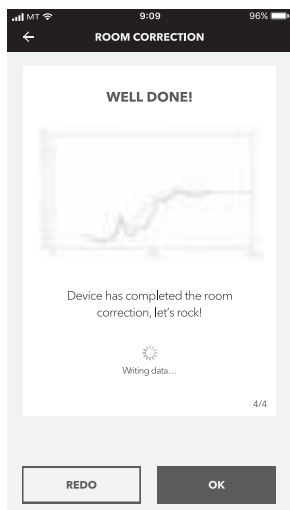 MT 9:09 96%
ROOM CORRECTION
WELL DONE!
Device has completed the room
correction, let's rock!
Writing data...
4/4
REDO OK